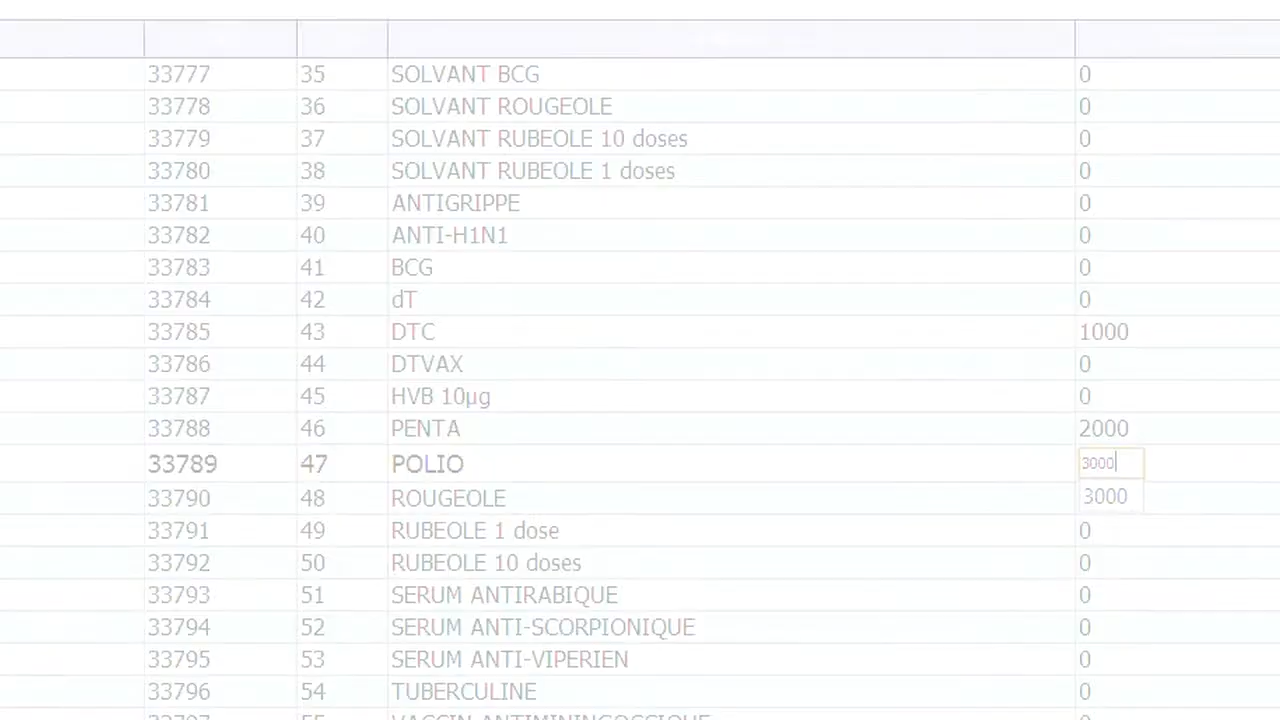 33777 35 SOLVANT BCG 0
33778 36 SOLVANT ROUGEOLE 0
33779 37 SOLVANT RUBEOLE 10 doses 0
33780 38 SOLVANT RUBEOLE 1 doses 0
33781 39 ANTIGRIPPE 0
33782 40 ANTI-H1N1 0
33783 41 BCG 0
33784 42 dT 0
33785 43 DTC 1000
33786 44 DTVAX 0
33787 45 HVB 10µg 0
33788 46 PENTA 2000
33789 47 POLIO 3000
33790 48 ROUGEOLE 3000
33791 49 RUBEOLE 1 dose 0
33792 50 RUBEOLE 10 doses 0
33793 51 SERUM ANTIRABIQUE 0
33794 52 SERUM ANTI-SCORPIONIQUE 0
33795 53 SERUM ANTI-VIPERIEN 0
33796 54 TUBERCULINE 0